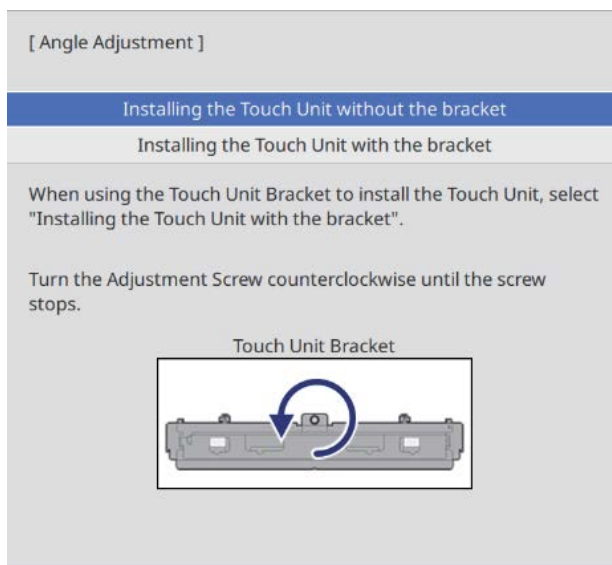 [ Angle Adjustment ]
Installing the Touch Unit without the bracket
Installing the Touch Unit with the bracket
When using the Touch Unit Bracket to install the Touch Unit, select
"Installing the Touch Unit with the bracket".
Turn the Adjustment Screw counterclockwise until the screw
stops.
Touch Unit Bracket